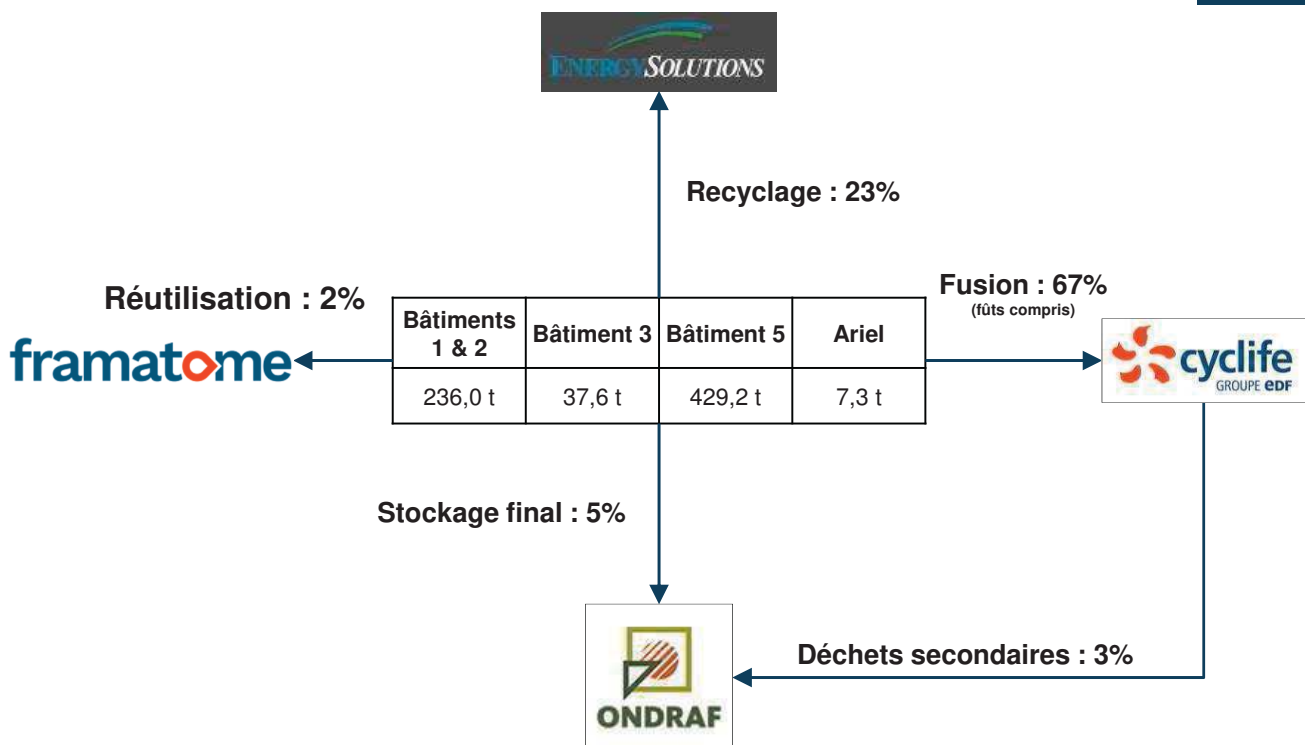 ENERGYSOLUTIONS
Recyclage : 23%
Réutilisation : 2%
Fusion : 67%
(fûts compris)
framatome
Bâtiments
1 & 2
Bâtiment 3
Bâtiment 5
Ariel
236,0 t
37,6 t
429,2 t
7,3 t
cyclife
GROUPE eDF
Stockage final : 5%
Déchets secondaires : 3%
ONDRAF